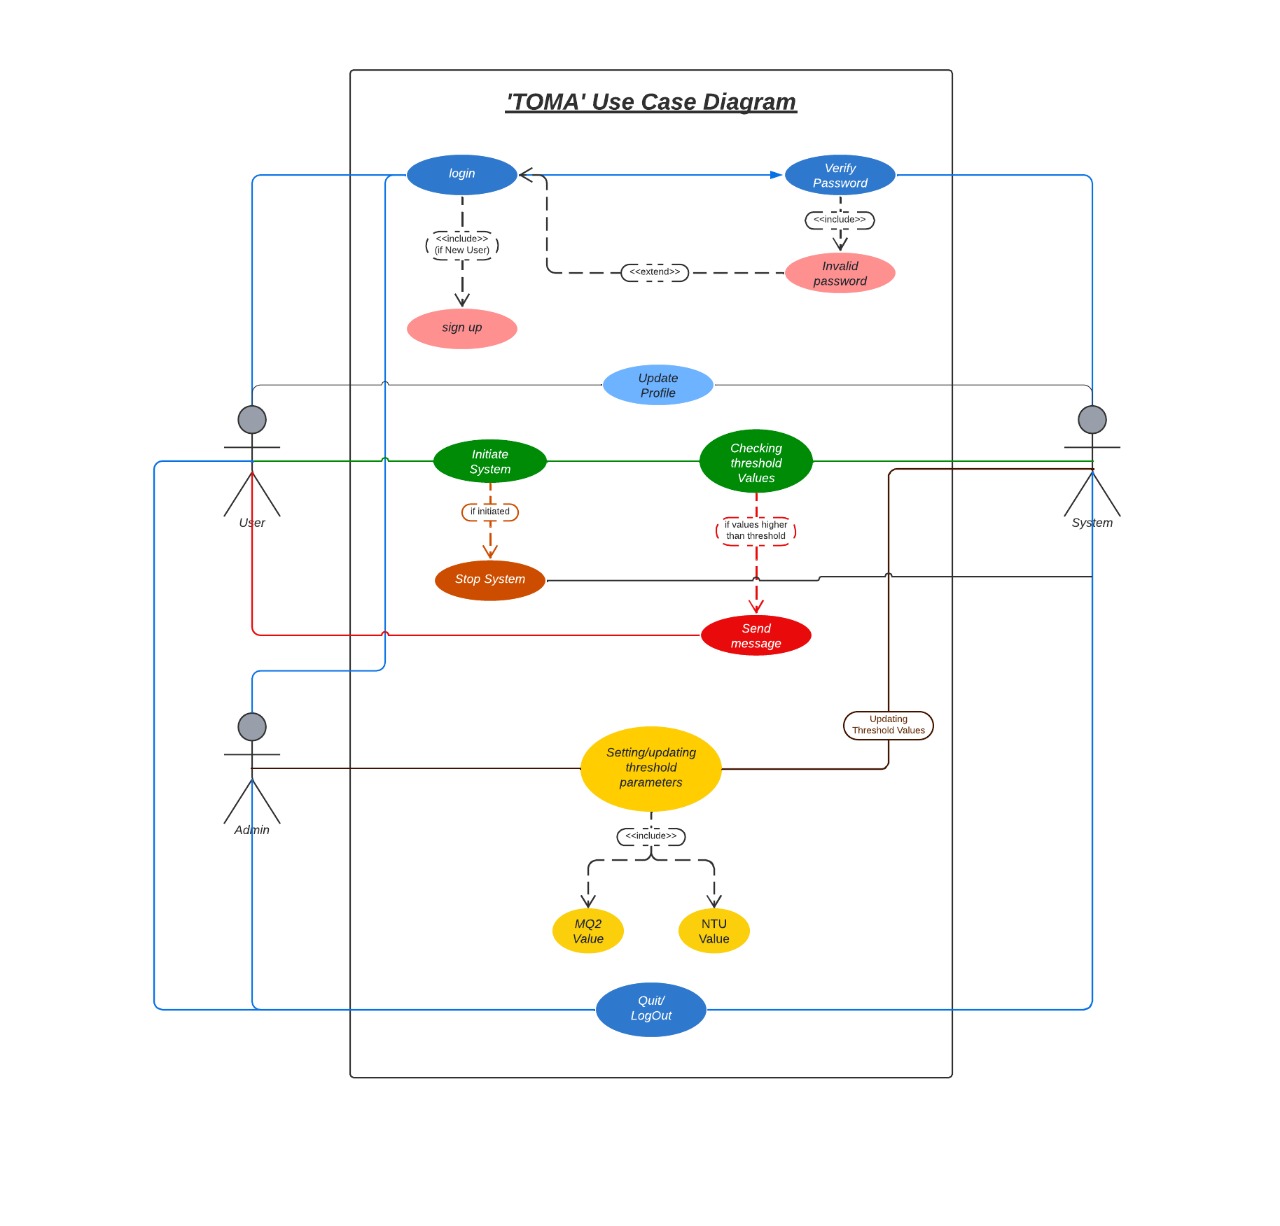 'TOMA' Use Case Diagram
login
Verify
Password
<<include>>
<<include>>
(if New User)
Invalid
password
<<extend>>
sign up
Update
Profile
Initiate
System
Checking
threshold
Values
if initiated
User
System
if values higher
than threshold
Stop System
Send
message
Updating
Threshold Values
Setting/updating
threshold
parameters
Admin
<<include>>
MQ2
Value
NTU
Value
Quit/
LogOut